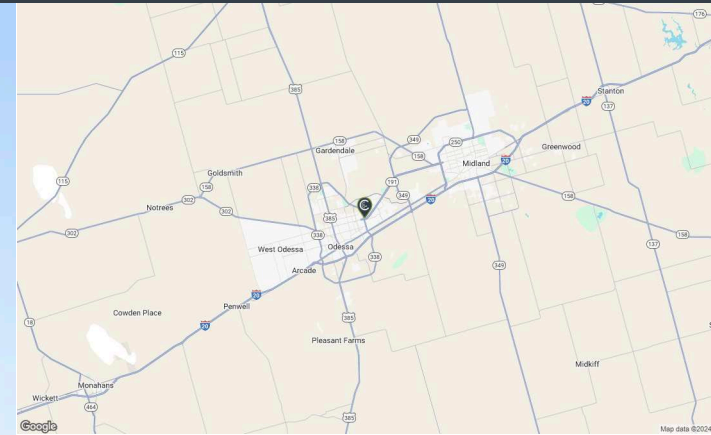 176
115
385
Stanton
20
137
158
349
250
Gardendale
158
Greenwood
Midland
20
191
Goldsmith
115
158
338
349
20
158
302
Notrees
302
385
302
338
158
West Odessa
Odessa
137
338
Arcade
349
20
Penwell
Cowden Place
385
18
20
Pleasant Farms
Midkiff
Monahans
Wickett
464
385
Google
Map data ©2024